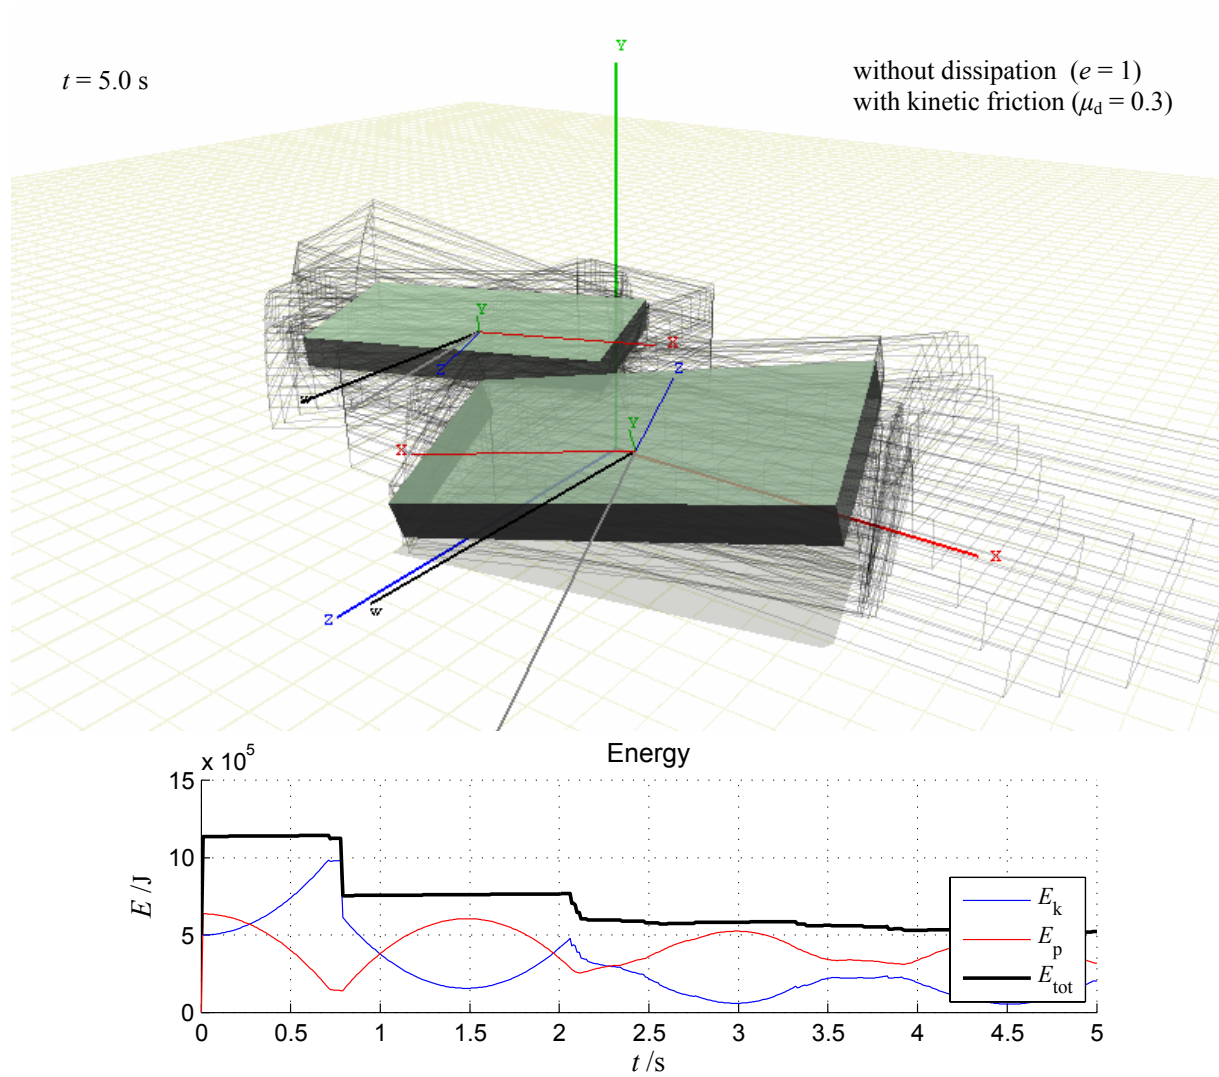 Y
t = 5.0 s
without dissipation (e = 1)
with kinetic friction (μd = 0.3)
Y
X
Z
Z
w
Y
X
X
w
Z
Energy
x 10^5
15
10
5
0
E /J
Ek
Ep
Etot
0 0.5 1 1.5 2 2.5 3 3.5 4 4.5 5
t /s